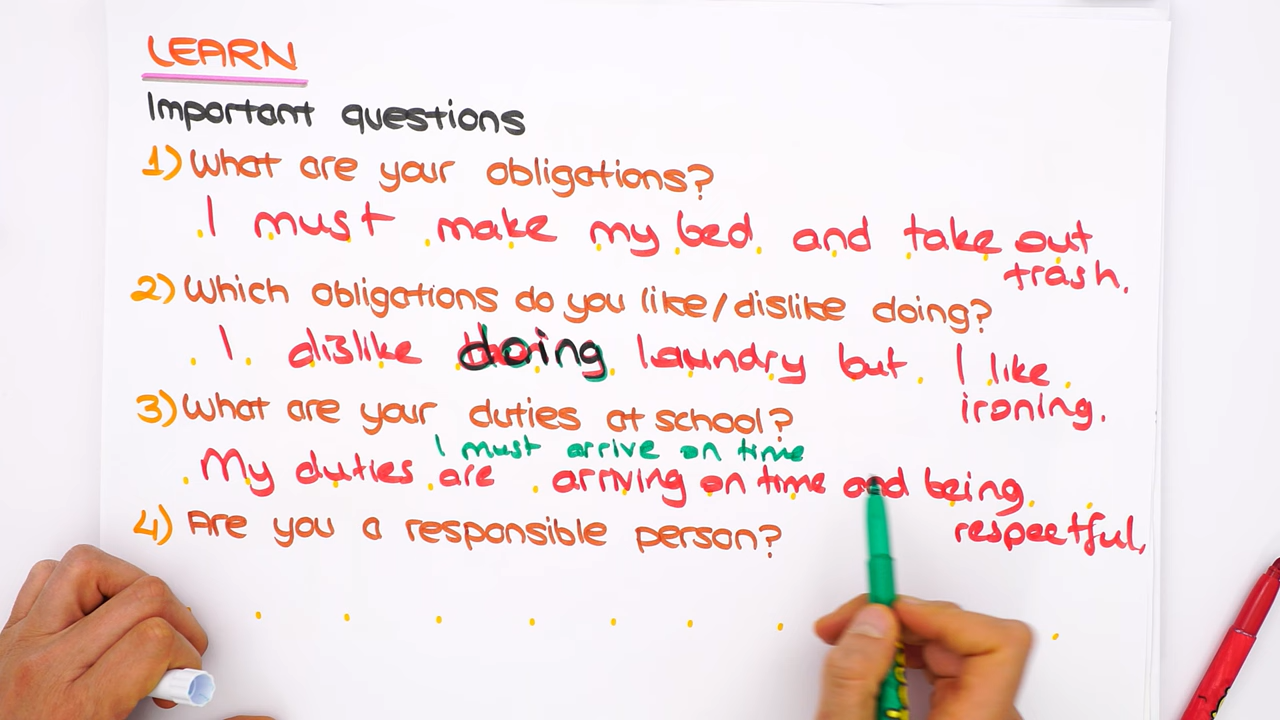 LEARN
Important questions
1) What are your obligations?
I must make my bed and take out
trash.
2) Which obligations do you like/dislike doing?
I dislike doing laundry but I like
ironing.
3) What are your duties at school?
I must arrive on time
My duties are arriving on time and being
respectful.
4) Are you a responsible person?